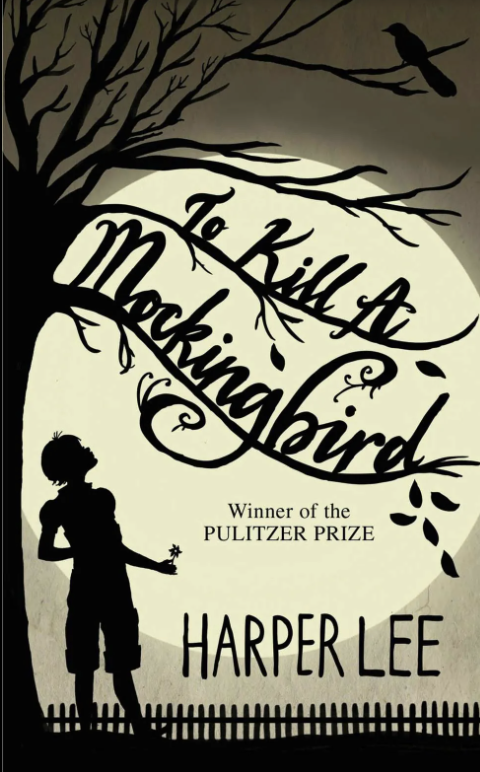 To Kill A
Mockingbird
Winner of the
PULITZER PRIZE
HARPER LEE